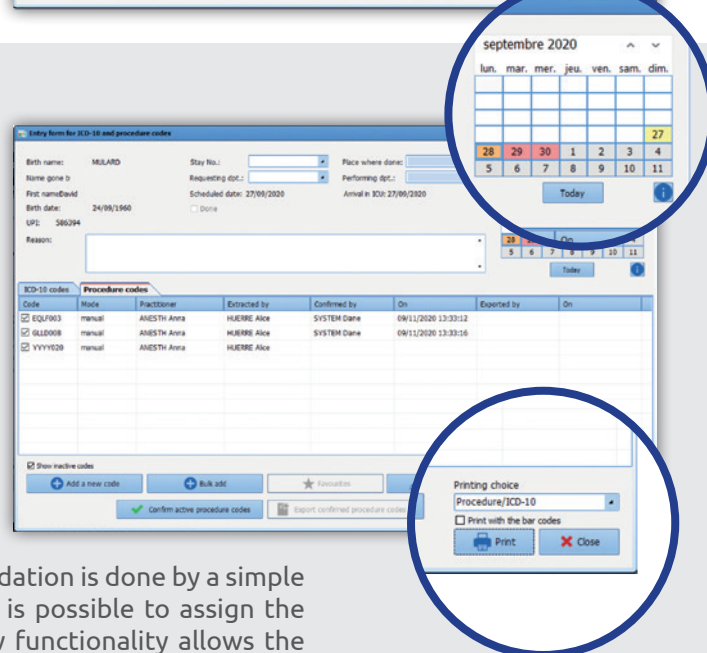 septembre 2020
lun. mar. mer. jeu. ven. sam. dim.
27
28 29 30 1 2 3 4
5 6 7 8 9 10 11
Today
Entry form for ICD-10 and procedure codes
Birth name: MULARD Stay No.: Place where done:
Name gone b Requesting dpt.: Performing dpt.:
First nameDavid Scheduled date: 27/09/2020 Arrival in ICU: 27/09/2020
Birth date: 24/09/1960 Done
UPI: 586394
Reason:
28 On 4
5 6 7 8 9 10 11
Today
ICD-10 codes Procedure codes
Code Mode Practitioner Extracted by Confirmed by On Exported by On
EQLF003 manual ANESTH Anna HUERRE Alice SYSTEM Dane 09/11/2020 13:33:12
GLLD008 manual ANESTH Anna HUERRE Alice SYSTEM Dane 09/11/2020 13:33:16
YYYY020 manual ANESTH Anna HUERRE Alice
Show inactive codes
Add a new code Bulk add Favourites
Confirm active procedure codes Export confirmed procedure codes
Printing choice
Procedure/ICD-10
Print with the bar codes
Print Close
dation is done by a simple
is possible to assign the
functionality allows the